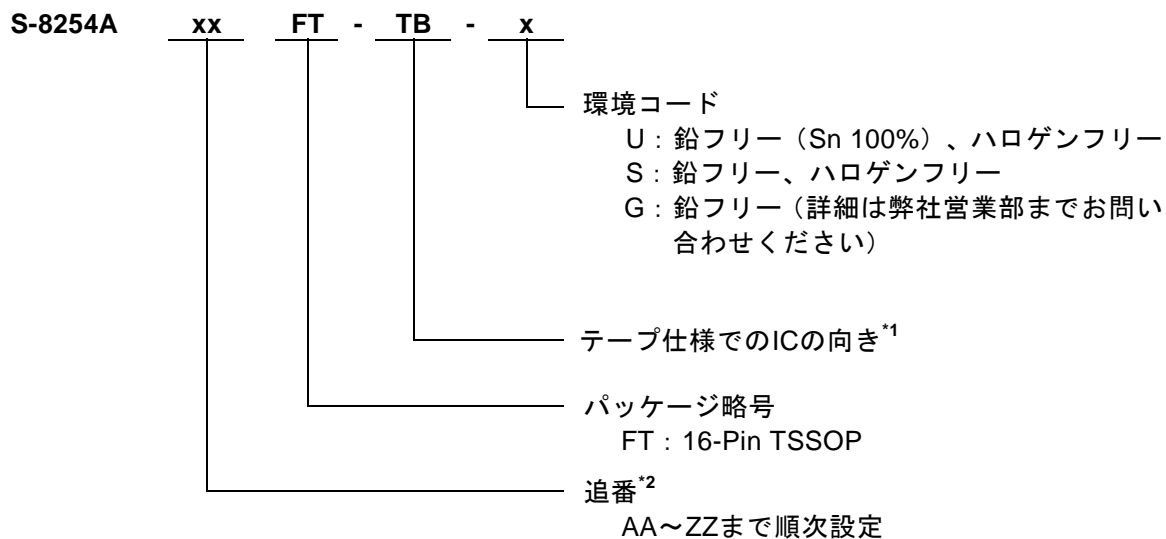 S-8254A xx FT - TB - x
環境コード
U：鉛フリー（Sn 100%）、ハロゲンフリー
S：鉛フリー、ハロゲンフリー
G：鉛フリー（詳細は弊社営業部までお問い
合わせください）
テープ仕様でのICの向き*1
パッケージ略号
FT：16-Pin TSSOP
追番*2
AA～ZZまで順次設定